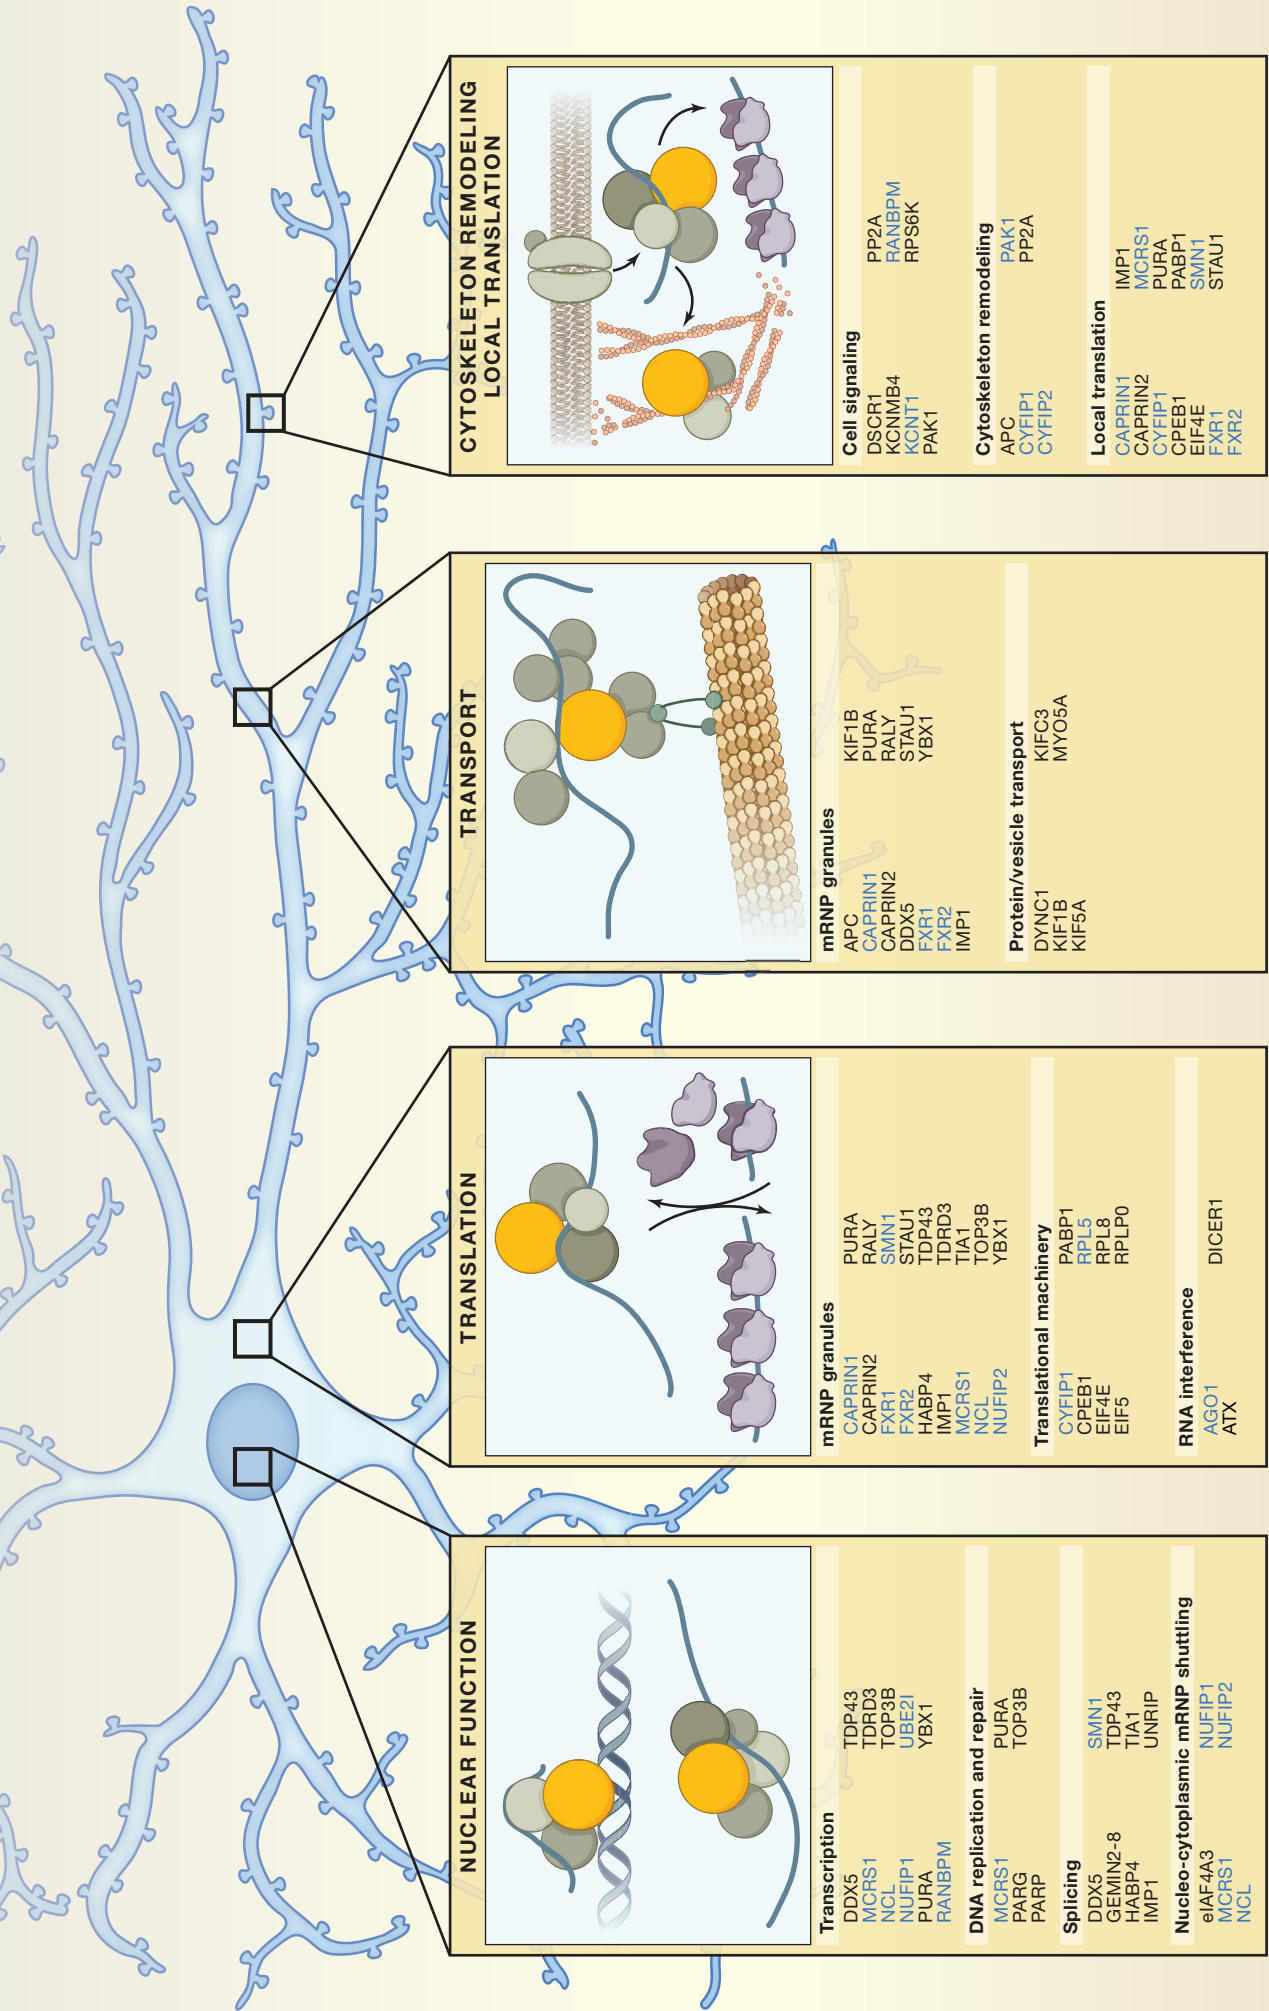 NUCLEAR FUNCTION
Transcription
DDX5
MCRS1
NCL
NUFIP1
PURA
RANBPM
TDP43
TDRD3
TOP3B
UBE2I
YBX1
DNA replication and repair
MCRS1
PARG
PARP
PURA
TOP3B
Splicing
DDX5
GEMIN2-8
HABP4
IMP1
SMN1
TDP43
TIA1
UNRIP
Nucleo-cytoplasmic mRNP shuttling
eIAF4A3
MCRS1
NCL
NUFIP1
NUFIP2
TRANSLATION
mRNP granules
CAPRIN1
CAPRIN2
FXR1
FXR2
HABP4
IMP1
MCRS1
NCL
NUFIP2
PURA
RALY
SMN1
STAU1
TDP43
TDRD3
TIA1
TOP3B
YBX1
Translational machinery
CYFIP1
CPEB1
EIF4E
EIF5
PABP1
RPL5
RPL8
RPLP0
RNA interference
AGO1
ATX
DICER1
TRANSPORT
mRNP granules
APC
CAPRIN1
CAPRIN2
DDX5
FXR1
FXR2
IMP1
KIF1B
PURA
RALY
STAU1
YBX1
Protein/vesicle transport
DYNC1
KIF1B
KIF5A
KIFC3
MYO5A
CYTOSKELETON REMODELING
LOCAL TRANSLATION
Cell signaling
DSCR1
KCNMB4
KCNT1
PAK1
PP2A
RANBPM
RPS6K
Cytoskeleton remodeling
APC
CYFIP1
CYFIP2
PAK1
PP2A
Local translation
CAPRIN1
CAPRIN2
CYFIP1
CPEB1
EIF4E
FXR1
FXR2
IMP1
MCRS1
PURA
PABP1
SMN1
STAU1